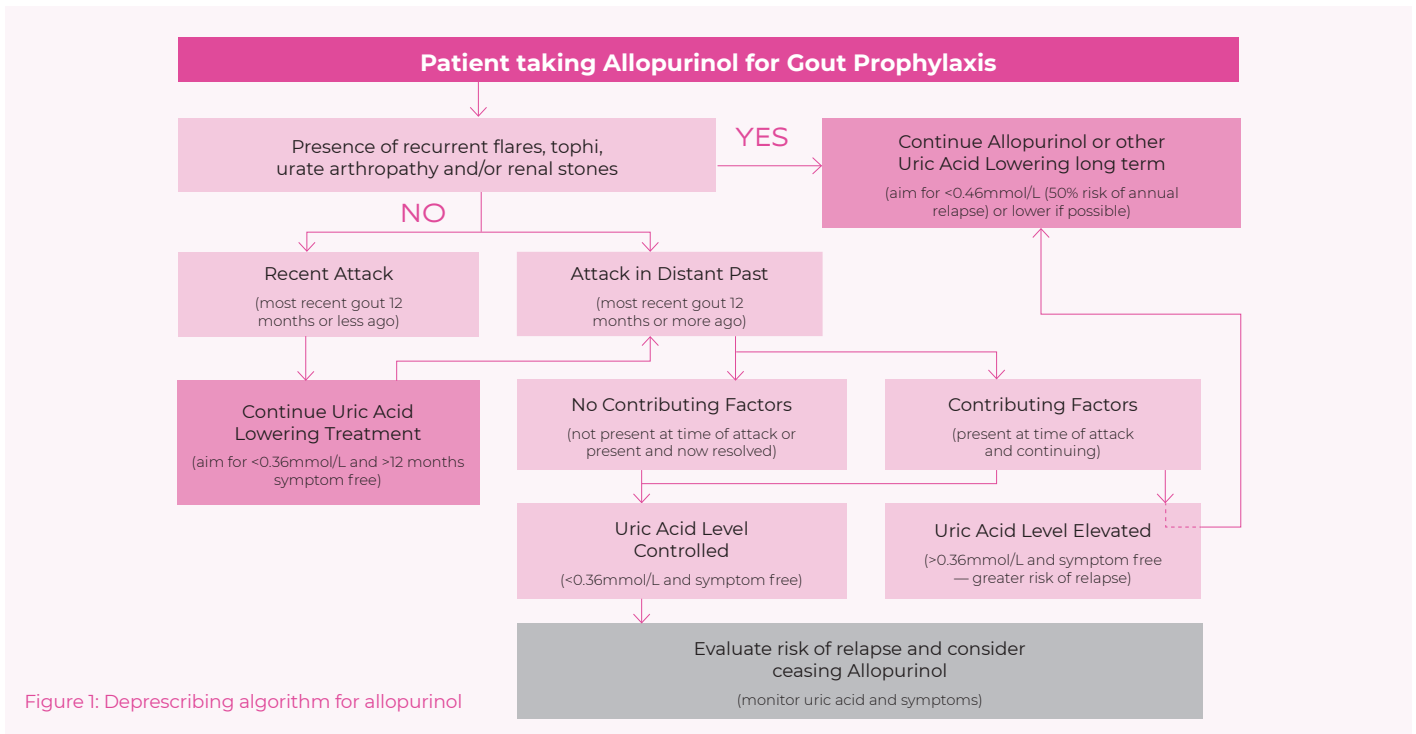 Patient taking Allopurinol for Gout Prophylaxis
Presence of recurrent flares, tophi,
urate arthropathy and/or renal stones
YES
Continue Allopurinol or other
Uric Acid Lowering long term
(aim for <0.46mmol/L (50% risk of annual
relapse) or lower if possible)
NO
Recent Attack
(most recent gout 12
months or less ago)
Attack in Distant Past
(most recent gout 12
months or more ago)
Continue Uric Acid
Lowering Treatment
(aim for <0.36mmol/L and >12 months
symptom free)
No Contributing Factors
(not present at time of attack or
present and now resolved)
Contributing Factors
(present at time of attack
and continuing)
Uric Acid Level
Controlled
(<0.36mmol/L and symptom free)
Uric Acid Level Elevated
(>0.36mmol/L and symptom free
— greater risk of relapse)
Evaluate risk of relapse and consider
ceasing Allopurinol
(monitor uric acid and symptoms)
Figure 1: Deprescribing algorithm for allopurinol